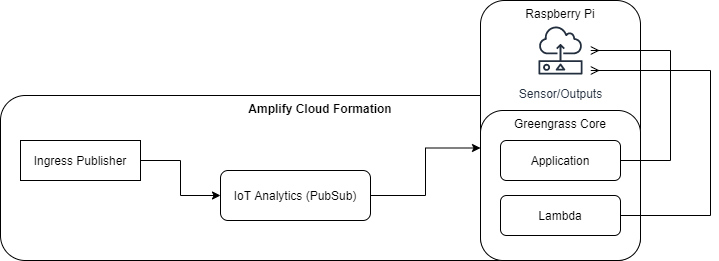 Raspberry Pi
Sensor/Outputs
Amplify Cloud Formation
Greengrass Core
Ingress Publisher
Application
IoT Analytics (PubSub)
Lambda